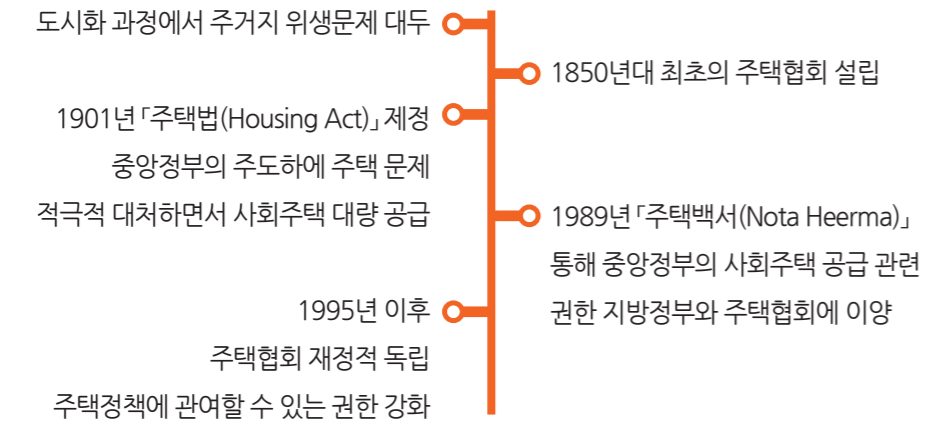 도시화 과정에서 주거지 위생문제 대두
1850년대 최초의 주택협회 설립
1901년 ｢주택법(Housing Act)｣ 제정
중앙정부의 주도하에 주택 문제
적극적 대처하면서 사회주택 대량 공급
1989년 ｢주택백서(Nota Heerma)｣
통해 중앙정부의 사회주택 공급 관련
권한 지방정부와 주택협회에 이양
1995년 이후
주택협회 재정적 독립
주택정책에 관여할 수 있는 권한 강화